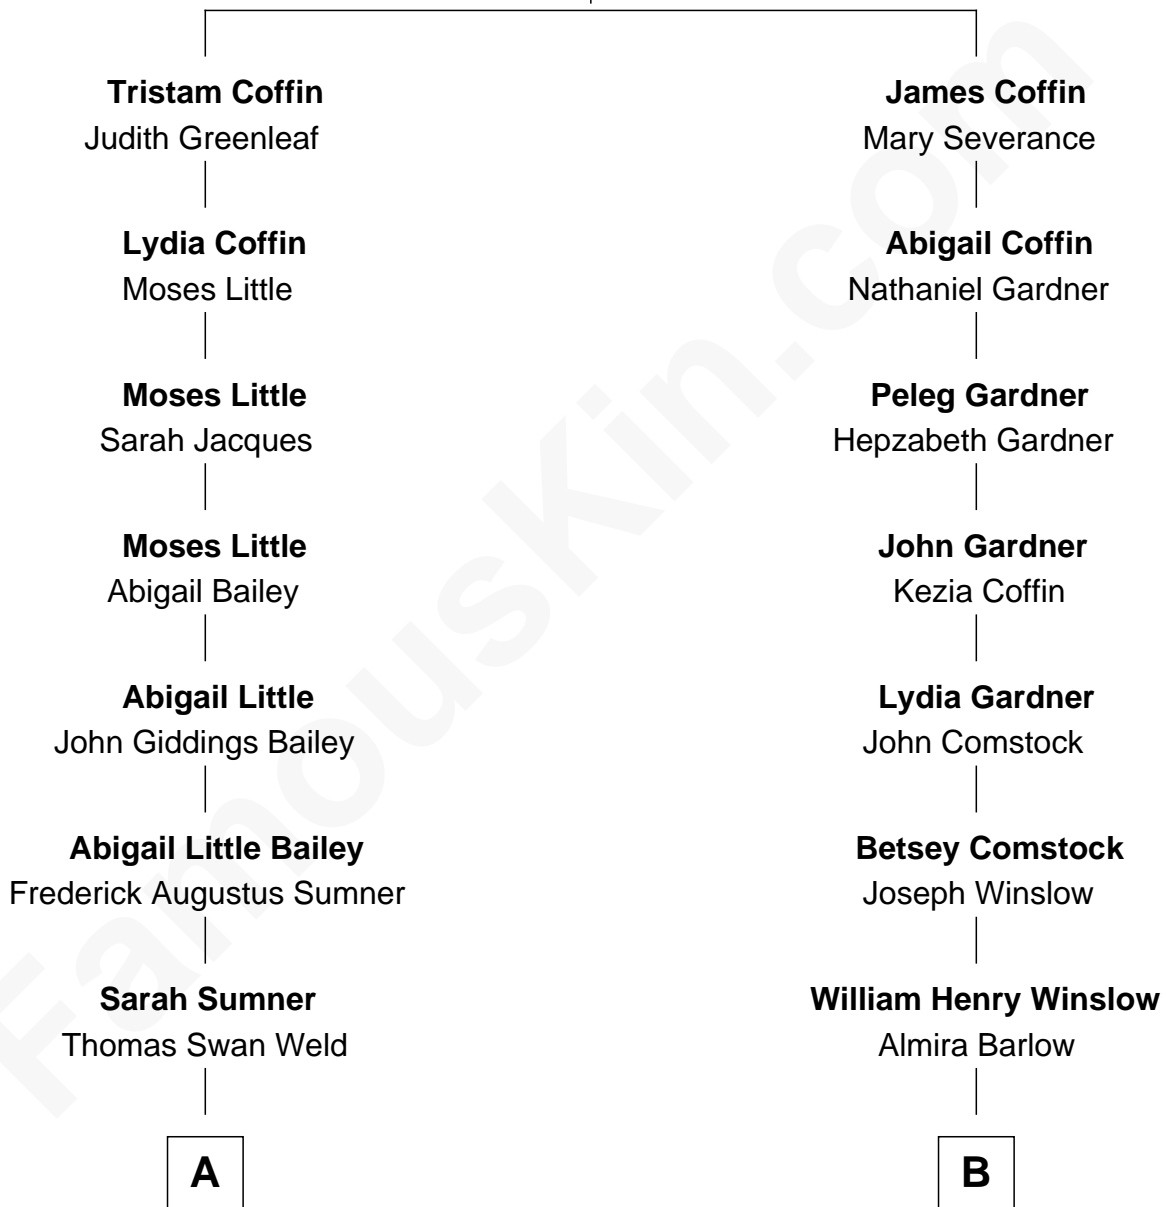 Tristam Coffin
Judith Greenleaf
Lydia Coffin
Moses Little
Moses Little
Sarah Jacques
Moses Little
Abigail Bailey
Abigail Little
John Giddings Bailey
Abigail Little Bailey
Frederick Augustus Sumner
Sarah Sumner
Thomas Swan Weld
A
James Coffin
Mary Severance
Abigail Coffin
Nathaniel Gardner
Peleg Gardner
Hepzabeth Gardner
John Gardner
Kezia Coffin
Lydia Gardner
John Comstock
Betsey Comstock
Joseph Winslow
William Henry Winslow
Almira Barlow
B
FamousKin.com